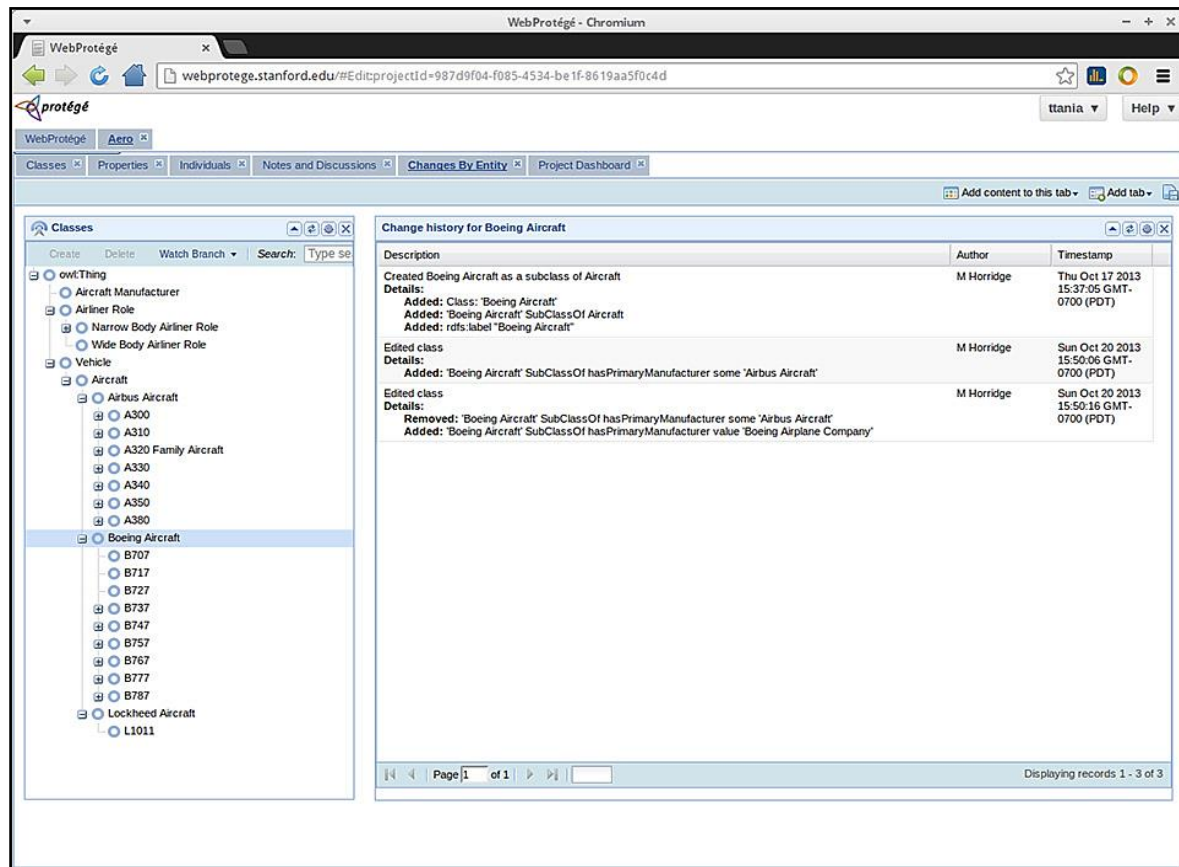 WebProtégé - Chromium
WebProtégé
webprotege.stanford.edu/#Edit:projectId=987d9f04-f085-4534-be1f-8619aa5f0c4d
protégé
ttania
Help
WebProtégé
Aero
Classes
Properties
Individuals
Notes and Discussions
Changes By Entity
Project Dashboard
Add content to this tab
Add tab
Classes
Create Delete Watch Branch Search: Type se
owl:Thing
Aircraft Manufacturer
Airliner Role
Narrow Body Airliner Role
Wide Body Airliner Role
Vehicle
Aircraft
Airbus Aircraft
A300
A310
A320 Family Aircraft
A330
A340
A350
A380
Boeing Aircraft
B707
B717
B727
B737
B747
B757
B767
B777
B787
Lockheed Aircraft
L1011
Change history for Boeing Aircraft
Description Author Timestamp
Created Boeing Aircraft as a subclass of Aircraft
Details:
Added: Class: 'Boeing Aircraft'
Added: 'Boeing Aircraft' SubClassOf Aircraft
Added: rdfs:label "Boeing Aircraft"
M Horridge
Thu Oct 17 2013
15:37:05 GMT-
0700 (PDT)
Edited class
Details:
Added: 'Boeing Aircraft' SubClassOf hasPrimaryManufacturer some 'Airbus Aircraft'
M Horridge
Sun Oct 20 2013
15:50:06 GMT-
0700 (PDT)
Edited class
Details:
Removed: 'Boeing Aircraft' SubClassOf hasPrimaryManufacturer some 'Airbus Aircraft'
Added: 'Boeing Aircraft' SubClassOf hasPrimaryManufacturer value 'Boeing Airplane Company'
M Horridge
Sun Oct 20 2013
15:50:16 GMT-
0700 (PDT)
Page 1 of 1
Displaying records 1 - 3 of 3